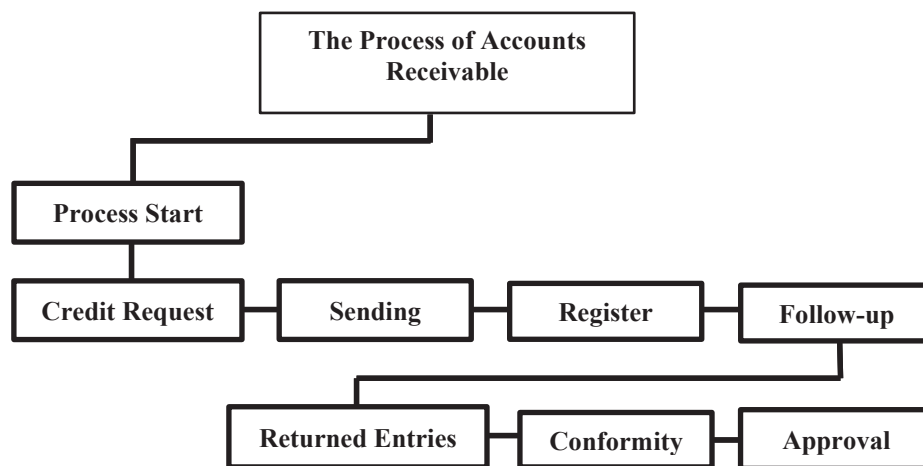 The Process of Accounts
Receivable
Process Start
Credit Request
Sending
Register
Follow-up
Returned Entries
Conformity
Approval